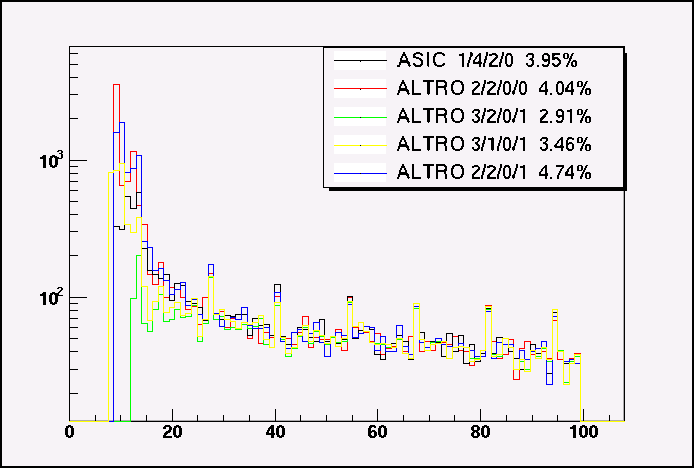 ASIC 1/4/2/0 3.95%
ALTRO 2/2/0/0 4.04%
ALTRO 3/2/0/1 2.91%
ALTRO 3/1/0/1 3.46%
ALTRO 2/2/0/1 4.74%
10³
10²
0 20 40 60 80 100